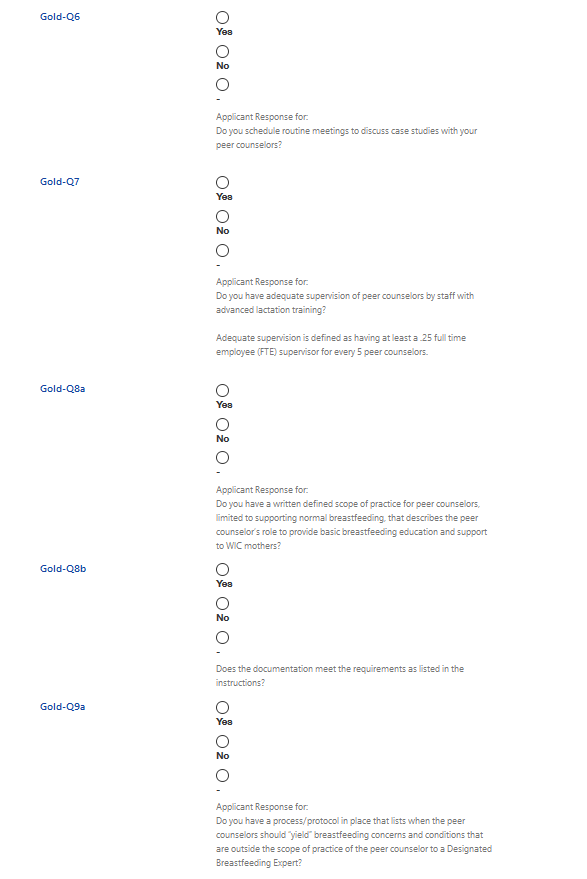 Gold-Q6
Yes
No
-
Applicant Response for:
Do you schedule routine meetings to discuss case studies with your
peer counselors?
Gold-Q7
Yes
No
-
Applicant Response for:
Do you have adequate supervision of peer counselors by staff with
advanced lactation training?
Adequate supervision is defined as having at least a .25 full time
employee (FTE) supervisor for every 5 peer counselors.
Gold-Q8a
Yes
No
-
Applicant Response for:
Do you have a written defined scope of practice for peer counselors,
limited to supporting normal breastfeeding, that describes the peer
counselor's role to provide basic breastfeeding education and support
to WIC mothers?
Gold-Q8b
Yes
No
-
Does the documentation meet the requirements as listed in the
instructions?
Gold-Q9a
Yes
No
-
Applicant Response for:
Do you have a process/protocol in place that lists when the peer
counselors should "yield" breastfeeding concerns and conditions that
are outside the scope of practice of the peer counselor to a Designated
Breastfeeding Expert?